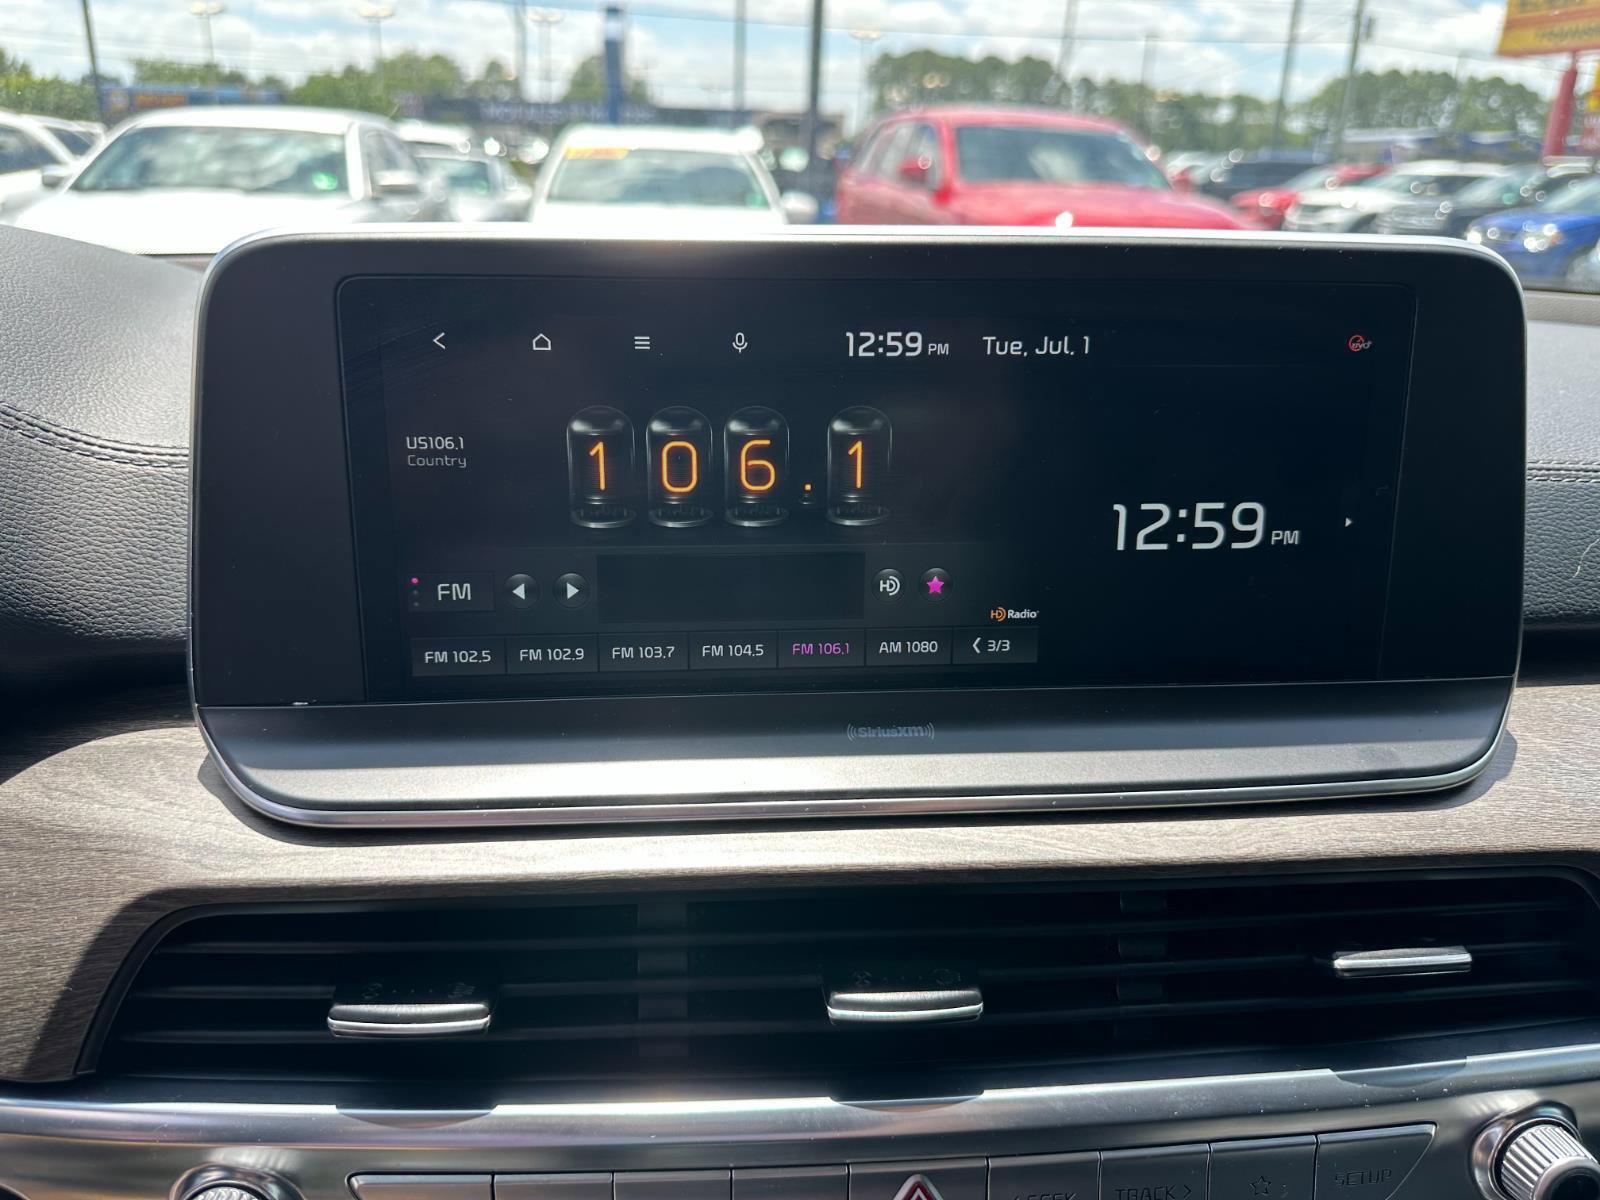 12:59 PM Tue, Jul. 1
US106.1
Country
106.1
12:59 PM
FM
HD
HD Radio
FM 102.5 FM 102.9 FM 103.7 FM 104.5 FM 106.1 AM 1080 3/3
((SiriusXM))
< SEEK TRACK > SETUP